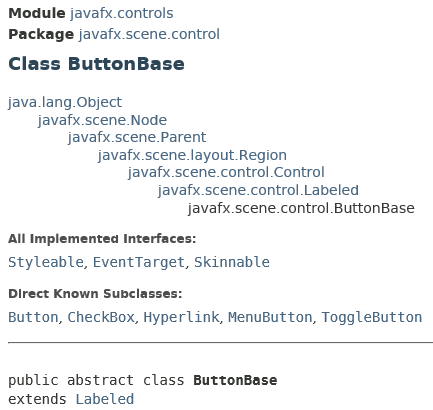 Module javafx.controls
Package javafx.scene.control
Class ButtonBase
java.lang.Object
javafx.scene.Node
javafx.scene.Parent
javafx.scene.layout.Region
javafx.scene.control.Control
javafx.scene.control.Labeled
javafx.scene.control.ButtonBase
All Implemented Interfaces:
Styleable, EventTarget, Skinnable
Direct Known Subclasses:
Button, CheckBox, Hyperlink, MenuButton, ToggleButton
public abstract class ButtonBase
extends Labeled